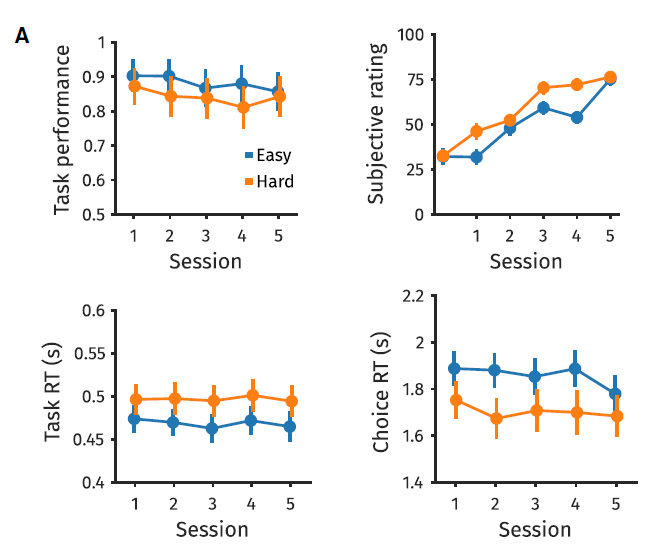 A
Task performance
1
0.9
0.8
0.7
0.6
0.5
Easy
Hard
1 2 3 4 5
Session
Subjective rating
100
75
50
25
0
1 2 3 4 5
Session
Task RT (s)
0.6
0.55
0.5
0.45
0.4
1 2 3 4 5
Session
Choice RT (s)
2.2
2
1.8
1.6
1.4
1 2 3 4 5
Session